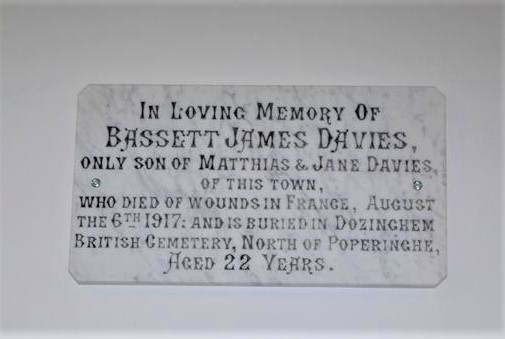 In Loving Memory Of
Bassett James Davies,
only son of Matthias & Jane Davies,
of this town,
who died of wounds in France, August
the 6th 1917: and is buried in Dozinghem
British Cemetery, North of Poperinghe,
Aged 22 Years.